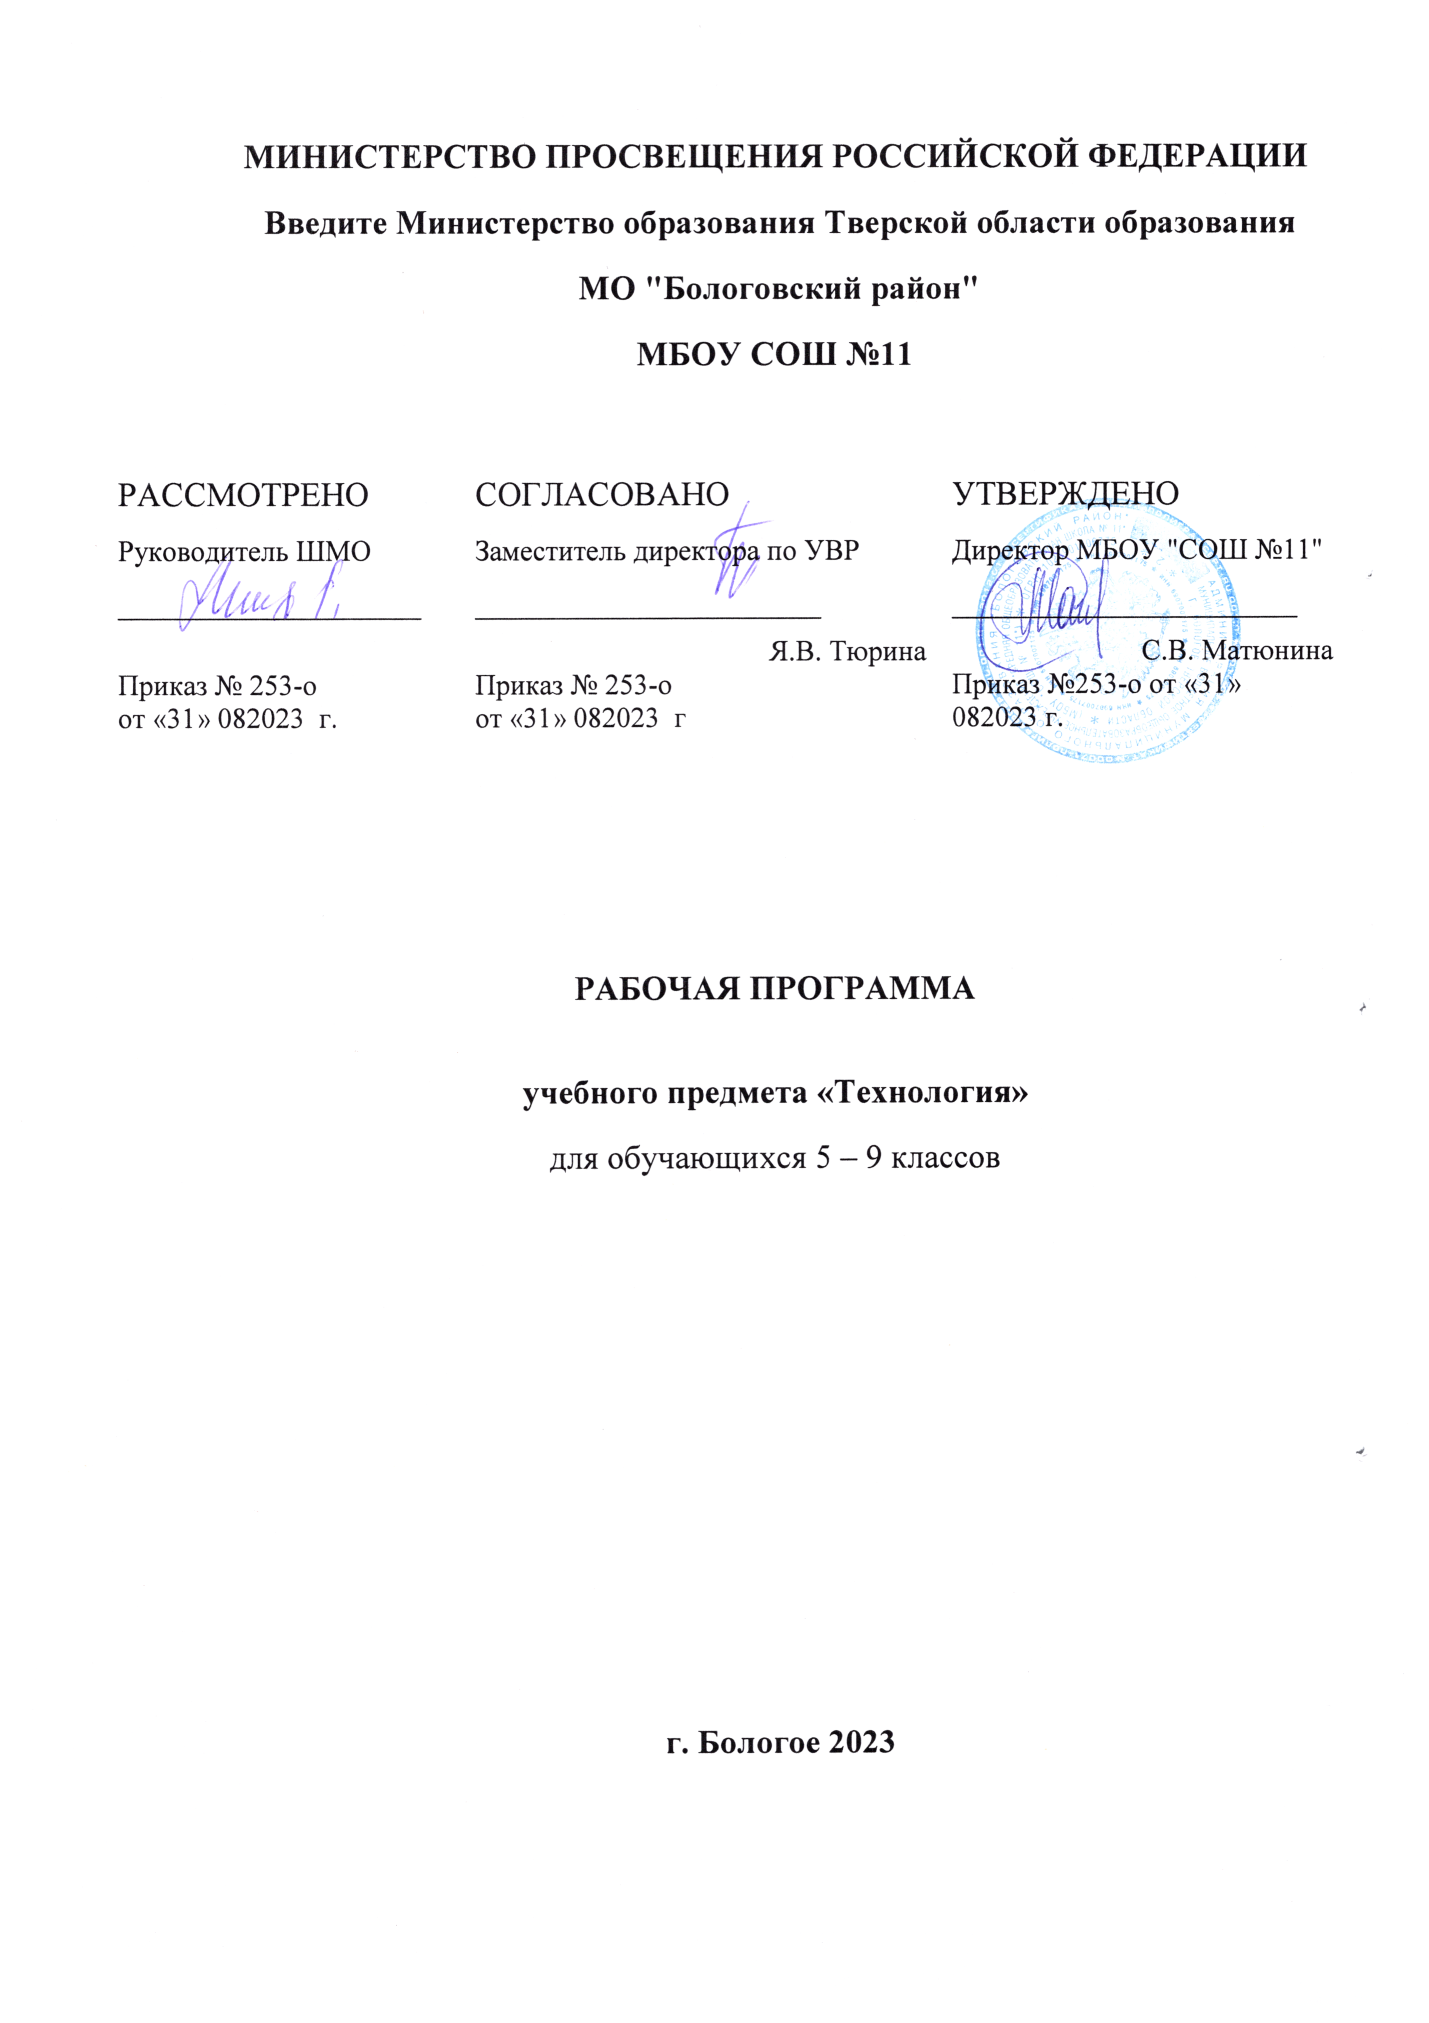 МИНИСТЕРСТВО ПРОСВЕЩЕНИЯ РОССИЙСКОЙ ФЕДЕРАЦИИ
Введите Министерство образования Тверской области образования
МО "Бологовский район"
МБОУ СОШ №11
РАССМОТРЕНО
Руководитель ШМО
Приказ № 253-о
от «31» 082023 г.
СОГЛАСОВАНО
Заместитель директора по УВР
Я.В. Тюрина
Приказ № 253-о
от «31» 082023 г
УТВЕРЖДЕНО
Директор МБОУ "СОШ №11"
С.В. Матюнина
Приказ №253-о от «31»
082023 г.
РАБОЧАЯ ПРОГРАММА
учебного предмета «Технология»
для обучающихся 5 – 9 классов
г. Бологое 2023